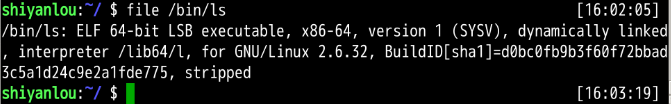 shiyanlou:~/ $ file /bin/ls [16:02:05]
/bin/ls: ELF 64-bit LSB executable, x86-64, version 1 (SYSV), dynamically linked
, interpreter /lib64/l, for GNU/Linux 2.6.32, BuildID[sha1]=d0bc0fb9b3f60f72bbad
3c5a1d24c9e2a1fde775, stripped
shiyanlou:~/ $ [16:03:19]